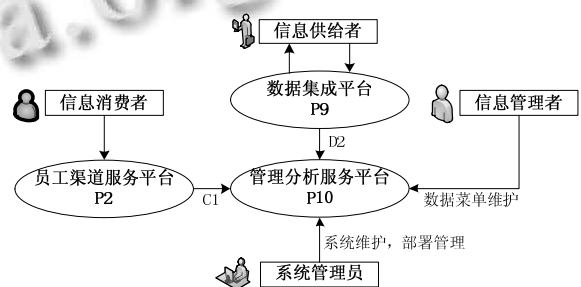 a.o
信息供给者
数据集成平台
P9
信息消费者
信息管理者
D2
员工渠道服务平台
P2
C1
管理分析服务平台
P10
数据菜单维护
系统维护，部署管理
系统管理员